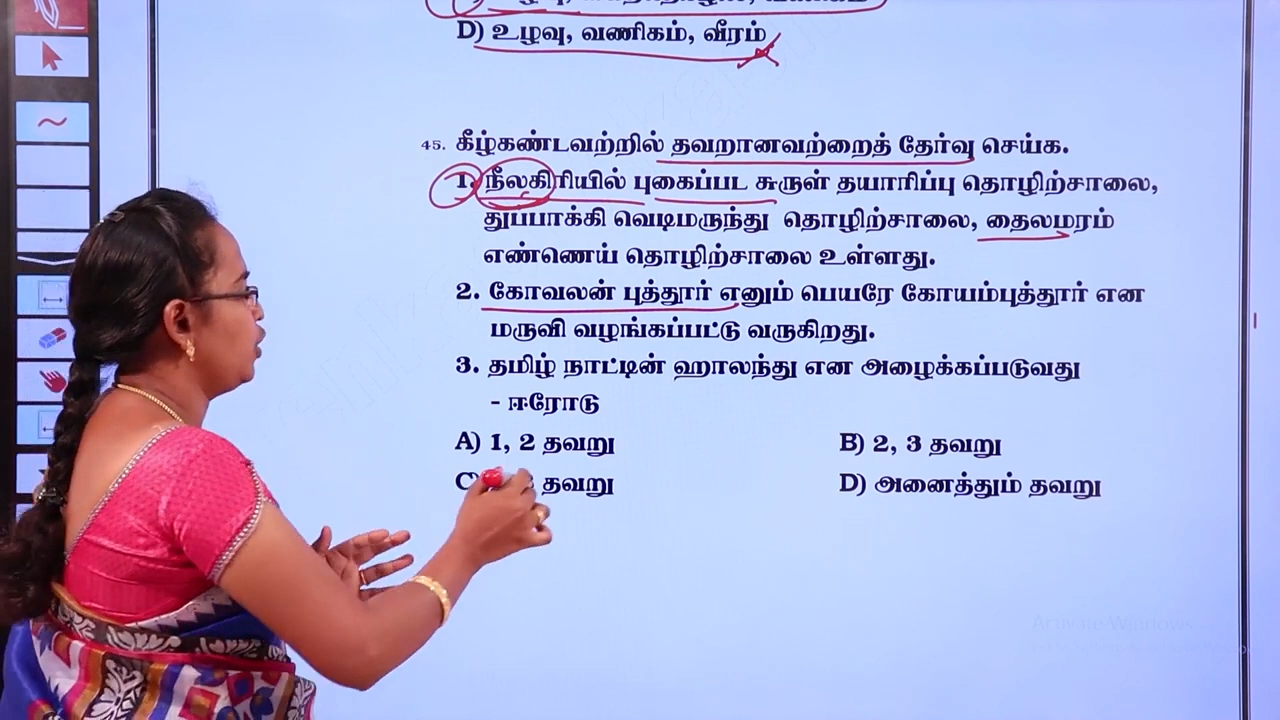 D) உழவு, வணிகம், வீரம்
45. கீழ்கண்டவற்றில் தவறானவற்றைத் தேர்வு செய்க.
1. நீலகிரியில் புகைப்பட சுருள் தயாரிப்பு தொழிற்சாலை,
துப்பாக்கி வெடிமருந்து தொழிற்சாலை, தைலமரம்
எண்ணெய் தொழிற்சாலை உள்ளது.
2. கோவலன் புத்தூர் எனும் பெயரே கோயம்புத்தூர் என
மருவி வழங்கப்பட்டு வருகிறது.
3. தமிழ் நாட்டின் ஹாலந்து என அழைக்கப்படுவது
- ஈரோடு
A) 1, 2 தவறு
B) 2, 3 தவறு
தவறு
D) அனைத்தும் தவறு
Activate Windows